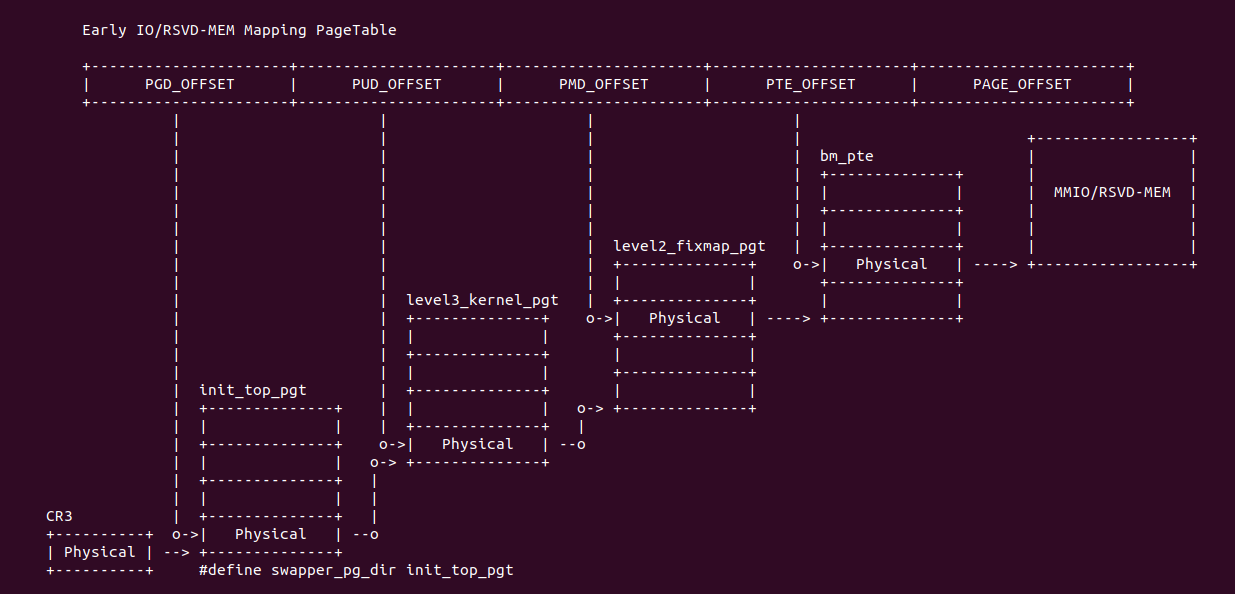 Early IO/RSVD-MEM Mapping PageTable
PGD_OFFSET PUD_OFFSET PMD_OFFSET PTE_OFFSET PAGE_OFFSET
bm_pte
MMIO/RSVD-MEM
level2_fixmap_pgt
Physical
level3_kernel_pgt
Physical
init_top_pgt
Physical
CR3
Physical
Physical
#define swapper_pg_dir init_top_pgt